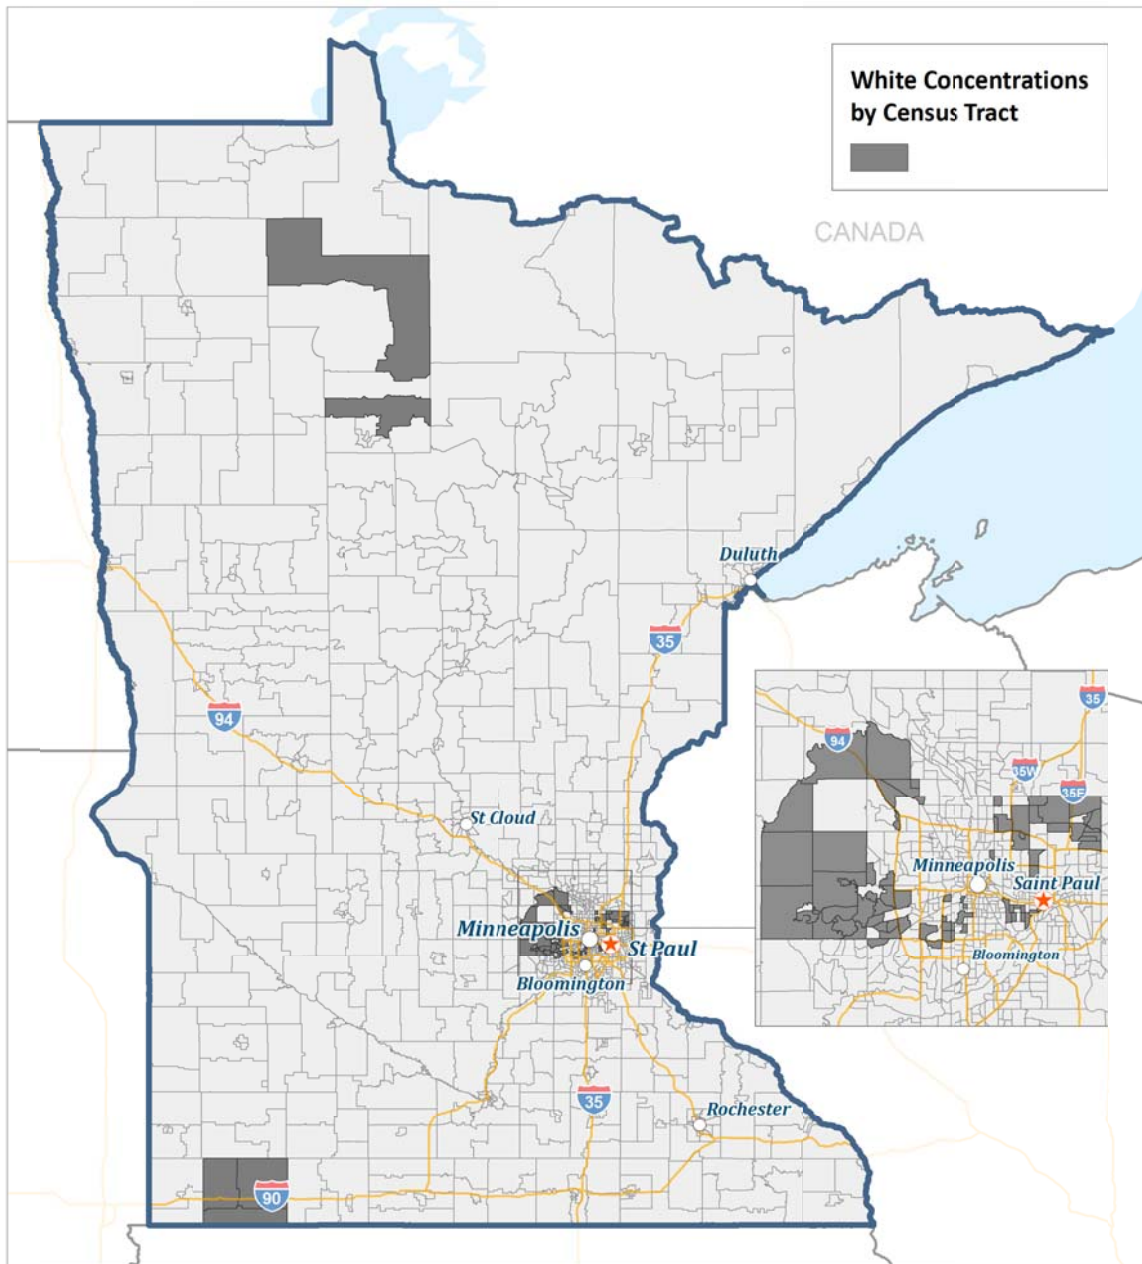 White Concentrations
by Census Tract
CANADA
Duluth
35
94
St Cloud
Minneapolis
St Paul
Bloomington
35
Rochester
90
35
94
35W
35E
Minneapolis
Saint Paul
Bloomington